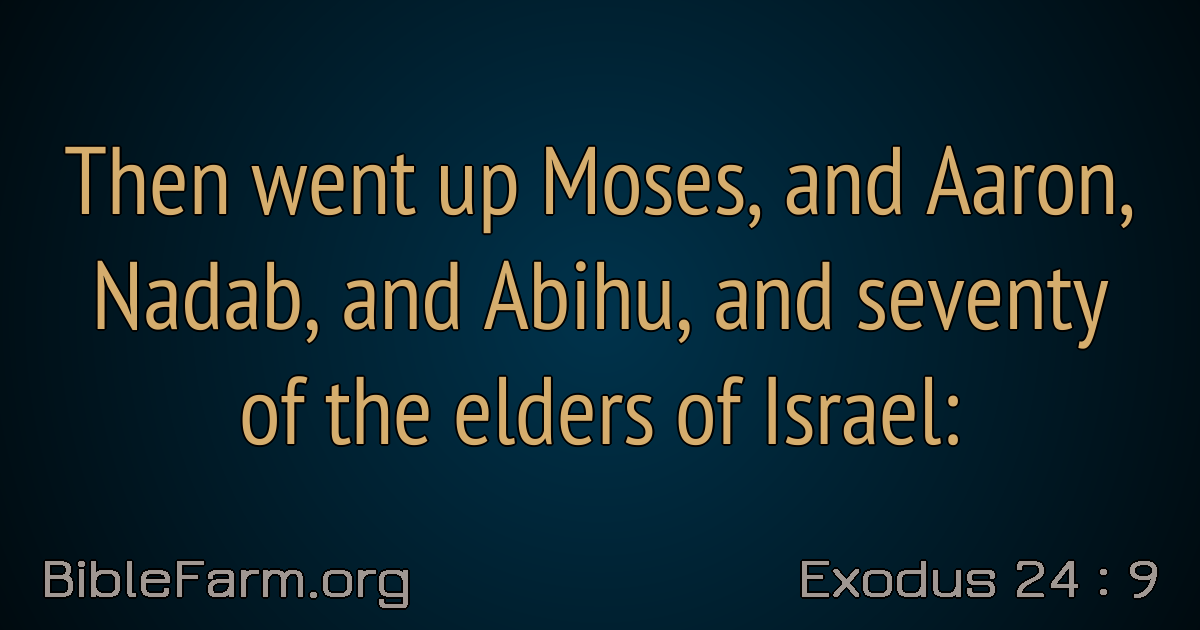 Then went up Moses, and Aaron,
Nadab, and Abihu, and seventy
of the elders of Israel:
BibleFarm.org
Exodus 24 : 9